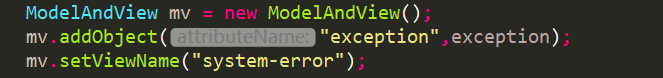 ModelAndView mv = new ModelAndView();
mv.addObject( attributeName: "exception",exception);
mv.setViewName("system-error");